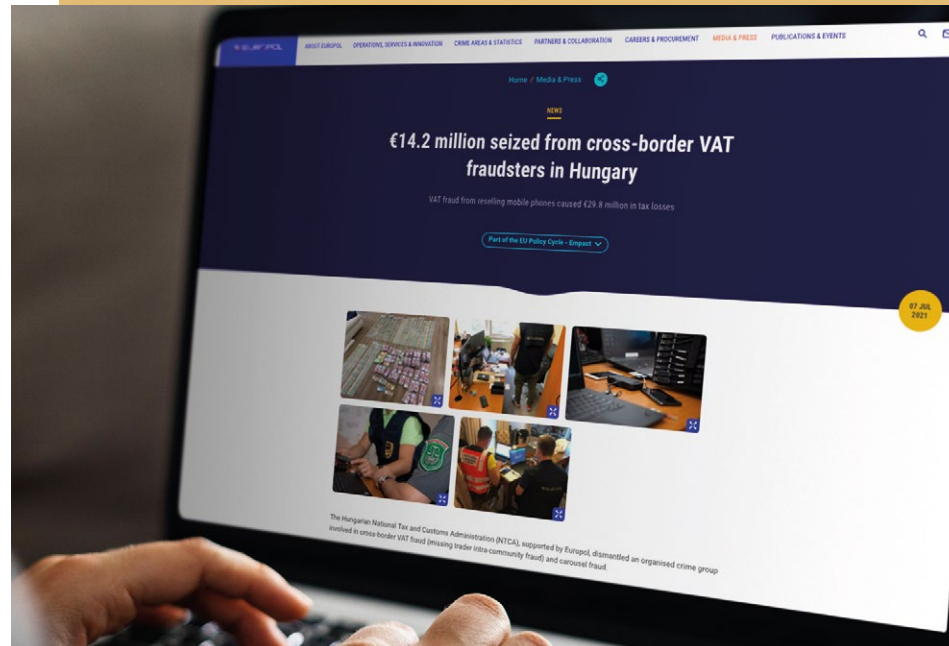 EUROPOL
ABOUT EUROPOL OPERATIONS, SERVICES & INNOVATION CRIME AREAS & STATISTICS PARTNERS & COLLABORATION CAREERS & PROCUREMENT MEDIA & PRESS PUBLICATIONS & EVENTS
Home / Media & Press
NEWS
€14.2 million seized from cross-border VAT
fraudsters in Hungary
VAT fraud from reselling mobile phones caused €29.8 million in tax losses
Part of the EU Policy Cycle - Empact
07 JUL
2021
The Hungarian National Tax and Customs Administration (NTCA), supported by Europol, dismantled an organised crime group
involved in cross-border VAT fraud (missing trader intra-community fraud) and carousel fraud.